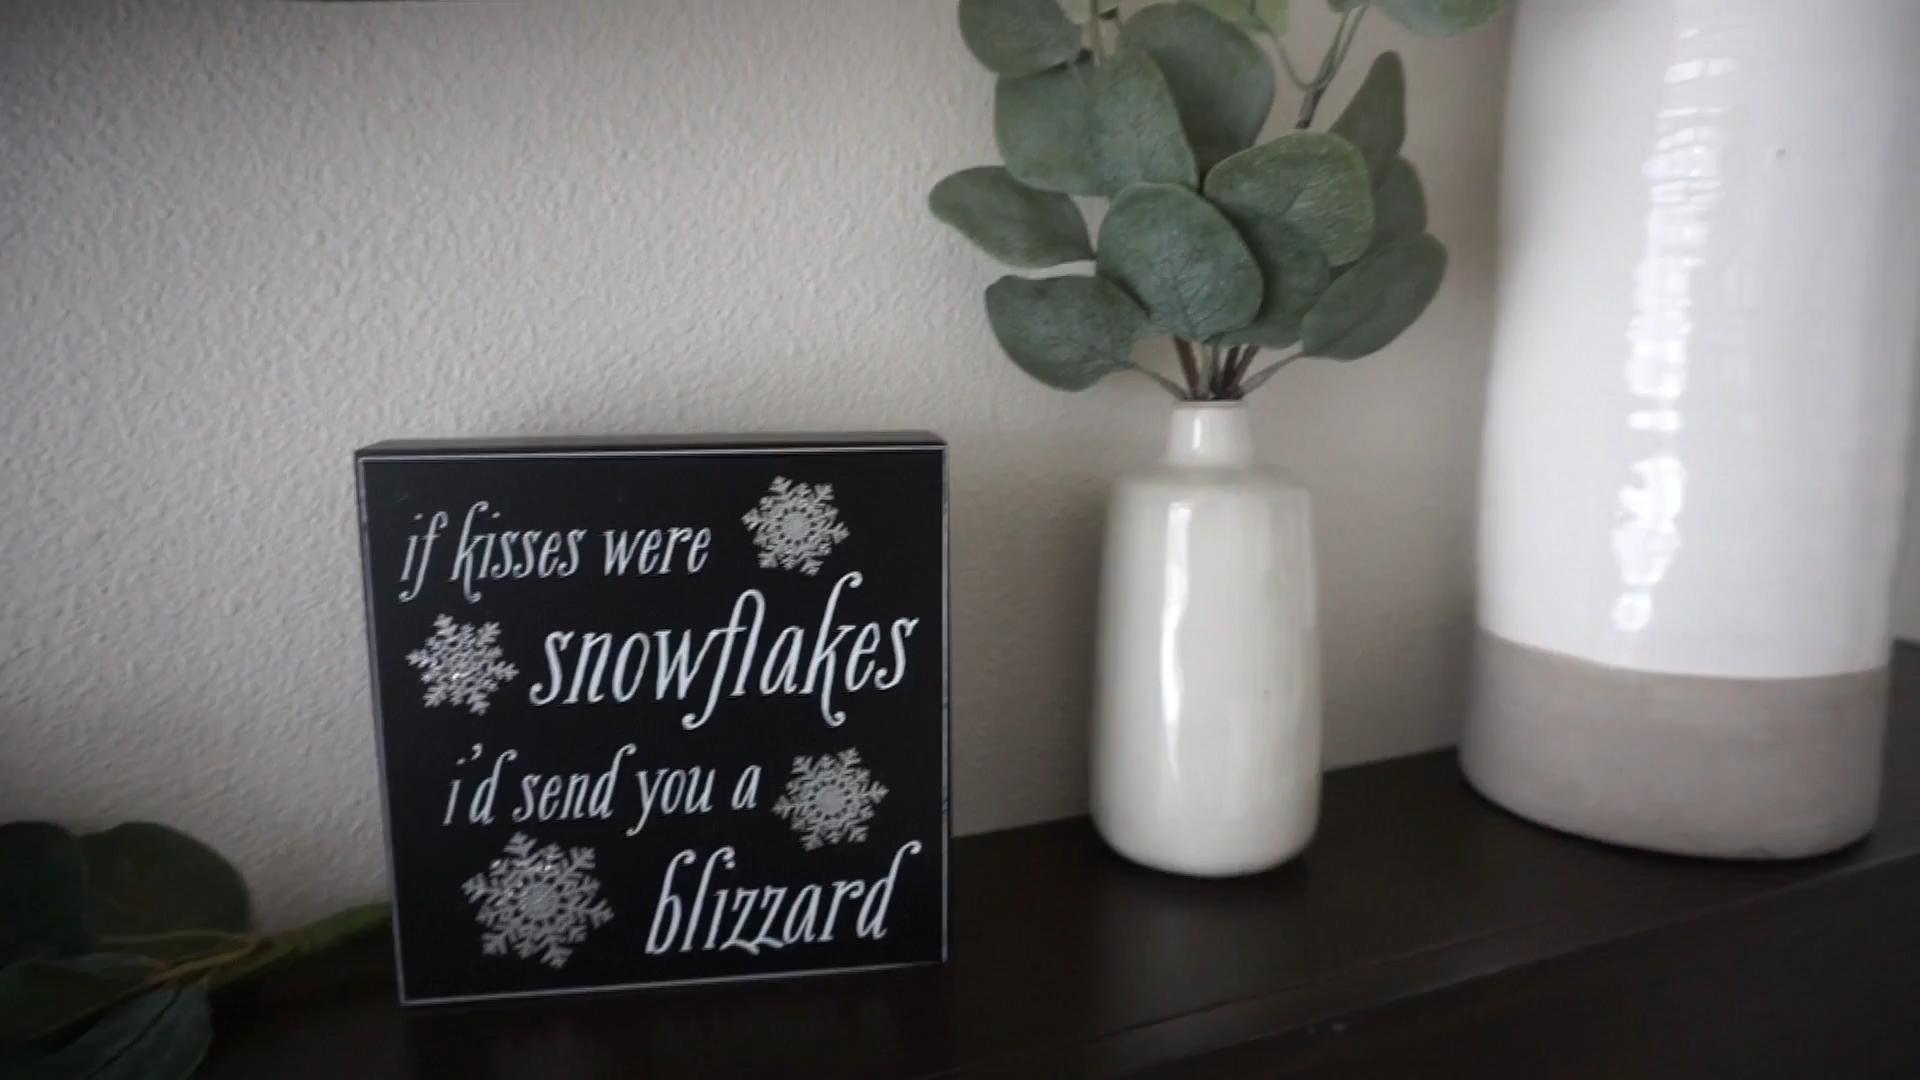 if kisses were
snowflakes
i'd send you a
blizzard